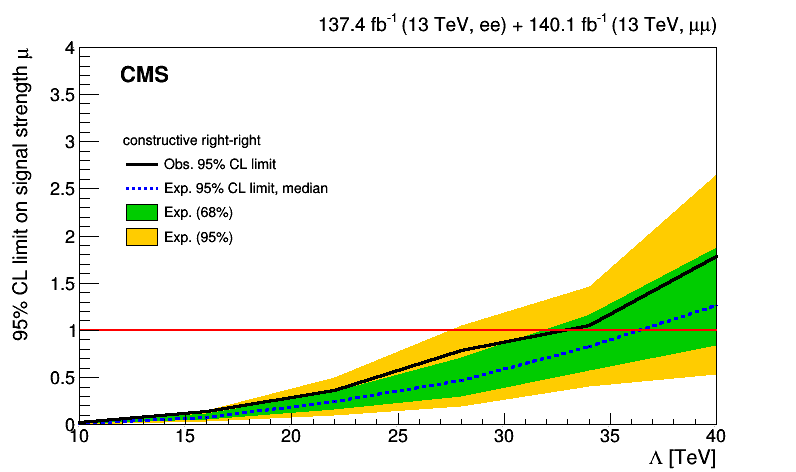 137.4 fb⁻¹ (13 TeV, ee) + 140.1 fb⁻¹ (13 TeV, μμ)
95% CL limit on signal strength μ
4
3.5
3
2.5
2
1.5
1
0.5
0
CMS
constructive right-right
Obs. 95% CL limit
Exp. 95% CL limit, median
Exp. (68%)
Exp. (95%)
10 15 20 25 30 35 40
Λ [TeV]